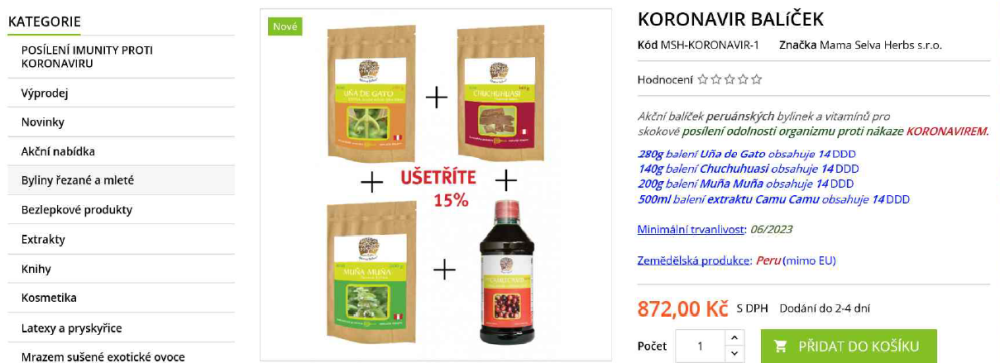 KATEGORIE
POSÍLENÍ IMUNITY PROTI
KORONAVIRU
Výprodej
Novinky
Akční nabídka
Byliny řezané a mleté
Bezlepkové produkty
Extrakty
Knihy
Kosmetika
Latexy a pryskyřice
Mrazem sušené exotické ovoce
Nové
UÑA DE GATO
CHUCHUHUASI
UŠETŘÍTE
15%
MUÑA MUÑA
KORONAVIR BALíČEK
Kód MSH-KORONAVIR-1 Značka Mama Selva Herbs s.r.o.
Hodnocení
Akční balíček peruánských bylinek a vitamínů pro
skokové posílení odolnosti organizmu proti nákaze KORONAVIREM.
280g balení Uña de Gato obsahuje 14 DDD
140g balení Chuchuhuasi obsahuje 14 DDD
200g balení Muña Muña obsahuje 14 DDD
500ml balení extraktu Camu Camu obsahuje 14 DDD
Minimální trvanlivost: 06/2023
Zemědělská produkce: Peru (mimo EU)
872,00 Kč S DPH Dodání do 2-4 dní
Počet 1 PŘIDAT DO KOŠÍKU